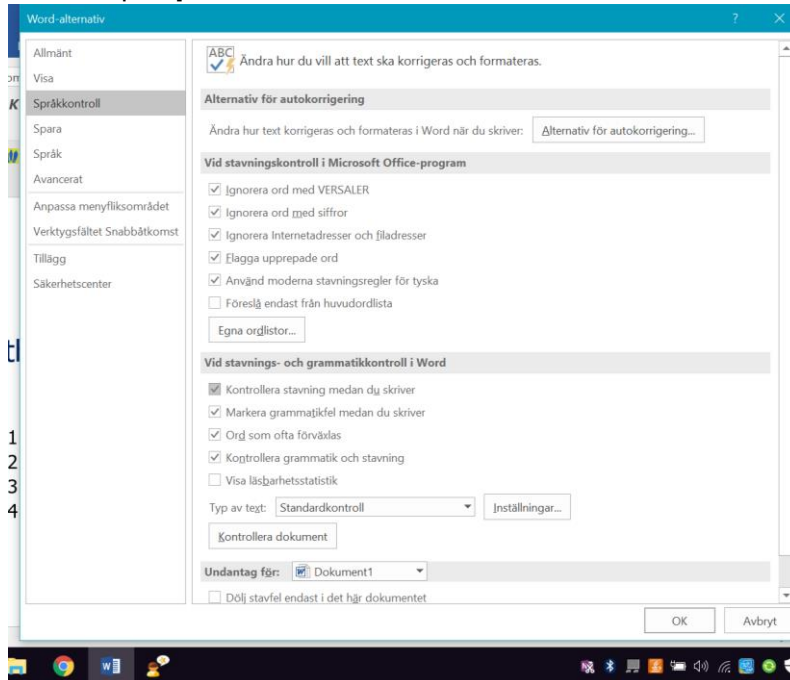 Word-alternativ
Allmänt
Visa
Språkkontroll
Spara
Språk
Avancerat
Anpassa menyfliksområdet
Verktygsfältet Snabbåtkomst
Tillägg
Säkerhetscenter
ABC
Ändra hur du vill att text ska korrigeras och formateras.
Alternativ för autokorrigering
Ändra hur text korrigeras och formateras i Word när du skriver: Alternativ för autokorrigering...
Vid stavningskontroll i Microsoft Office-program
Ignorera ord med VERSALER
Ignorera ord med siffror
Ignorera Internetadresser och filadresser
Flagga upprepade ord
Använd moderna stavningsregler för tyska
Föreslå endast från huvudordlista
Egna ordlistor...
Vid stavnings- och grammatikkontroll i Word
Kontrollera stavning medan du skriver
Markera grammatikfel medan du skriver
Ord som ofta förväxlas
Kontrollera grammatik och stavning
Visa läsbarhetsstatistik
Typ av text: Standardkontroll Inställningar...
Kontrollera dokument
Undantag för: Dokument1
Dölj stavfel endast i det här dokumentet
OK Avbryt
K
1
2
3
4